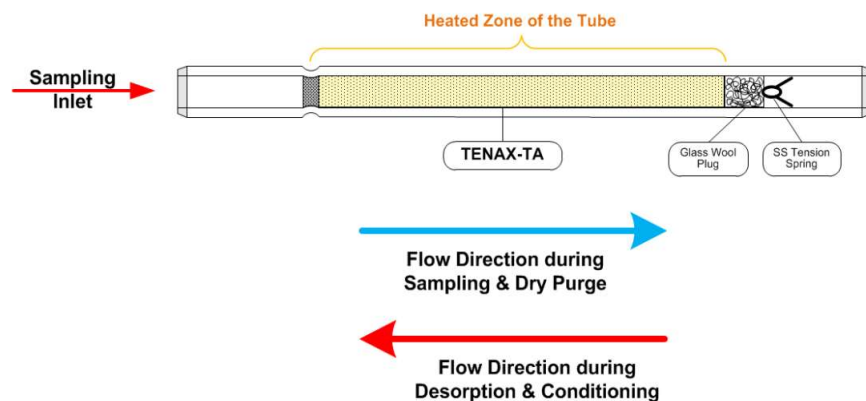 Heated Zone of the Tube
Sampling
Inlet
TENAX-TA
Glass Wool
Plug
SS Tension
Spring
Flow Direction during
Sampling & Dry Purge
Flow Direction during
Desorption & Conditioning